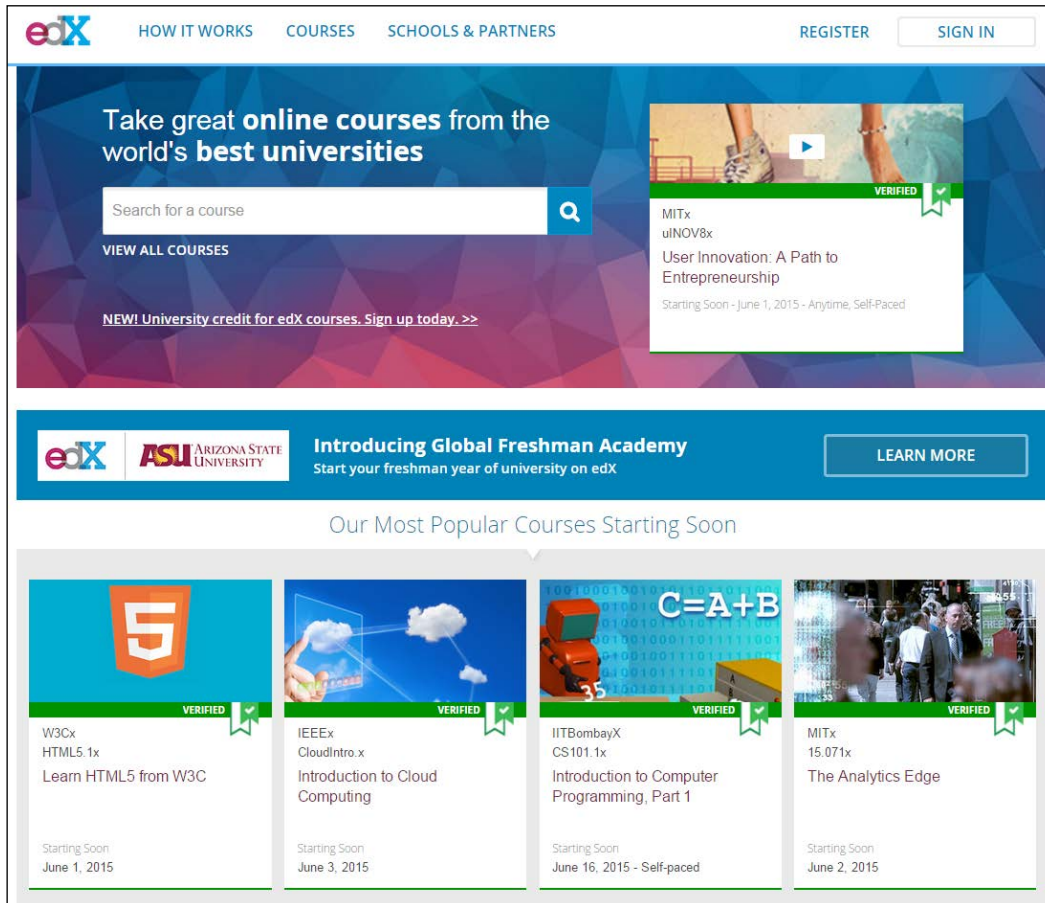 edX HOW IT WORKS COURSES SCHOOLS & PARTNERS REGISTER SIGN IN
Take great online courses from the
world's best universities
Search for a course
VIEW ALL COURSES
NEW! University credit for edX courses. Sign up today. >>
VERIFIED
MITx
uINOV8x
User Innovation: A Path to
Entrepreneurship
Starting Soon - June 1, 2015 - Anytime, Self-Paced
edX ASU ARIZONA STATE
UNIVERSITY
Introducing Global Freshman Academy
Start your freshman year of university on edX
LEARN MORE
Our Most Popular Courses Starting Soon
5
VERIFIED
W3Cx
HTML5.1x
Learn HTML5 from W3C
Starting Soon
June 1, 2015
VERIFIED
IEEEx
CloudIntro.x
Introduction to Cloud
Computing
Starting Soon
June 3, 2015
C=A+B
35
A
VERIFIED
IITBombayX
CS101.1x
Introduction to Computer
Programming, Part 1
Starting Soon
June 16, 2015 - Self-paced
VERIFIED
MITx
15.071x
The Analytics Edge
Starting Soon
June 2, 2015